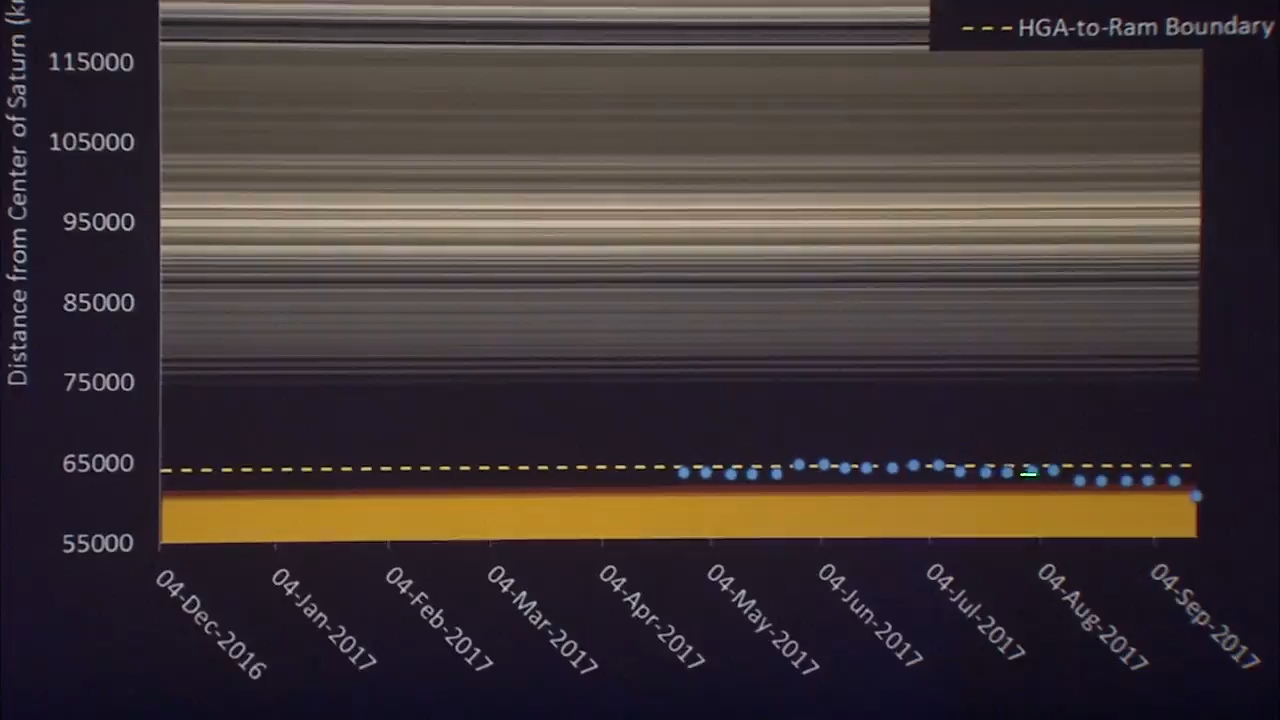 HGA-to-Ram Boundary
Distance from Center of Saturn
115000
105000
95000
85000
75000
65000
55000
04-Dec-2016
04-Jan-2017
04-Feb-2017
04-Mar-2017
04-Apr-2017
04-May-2017
04-Jun-2017
04-Jul-2017
04-Aug-2017
04-Sep-2017